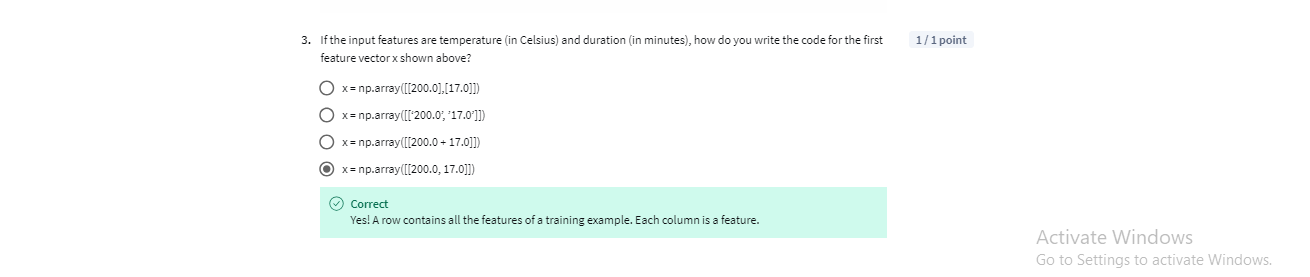 3. If the input features are temperature (in Celsius) and duration (in minutes), how do you write the code for the first
feature vector x shown above?
1 / 1 point
x = np.array([[200.0],[17.0]])
x = np.array([['200.0', '17.0']])
x = np.array([[200.0 + 17.0]])
x = np.array([[200.0, 17.0]])
Correct
Yes! A row contains all the features of a training example. Each column is a feature.
Activate Windows
Go to Settings to activate Windows.